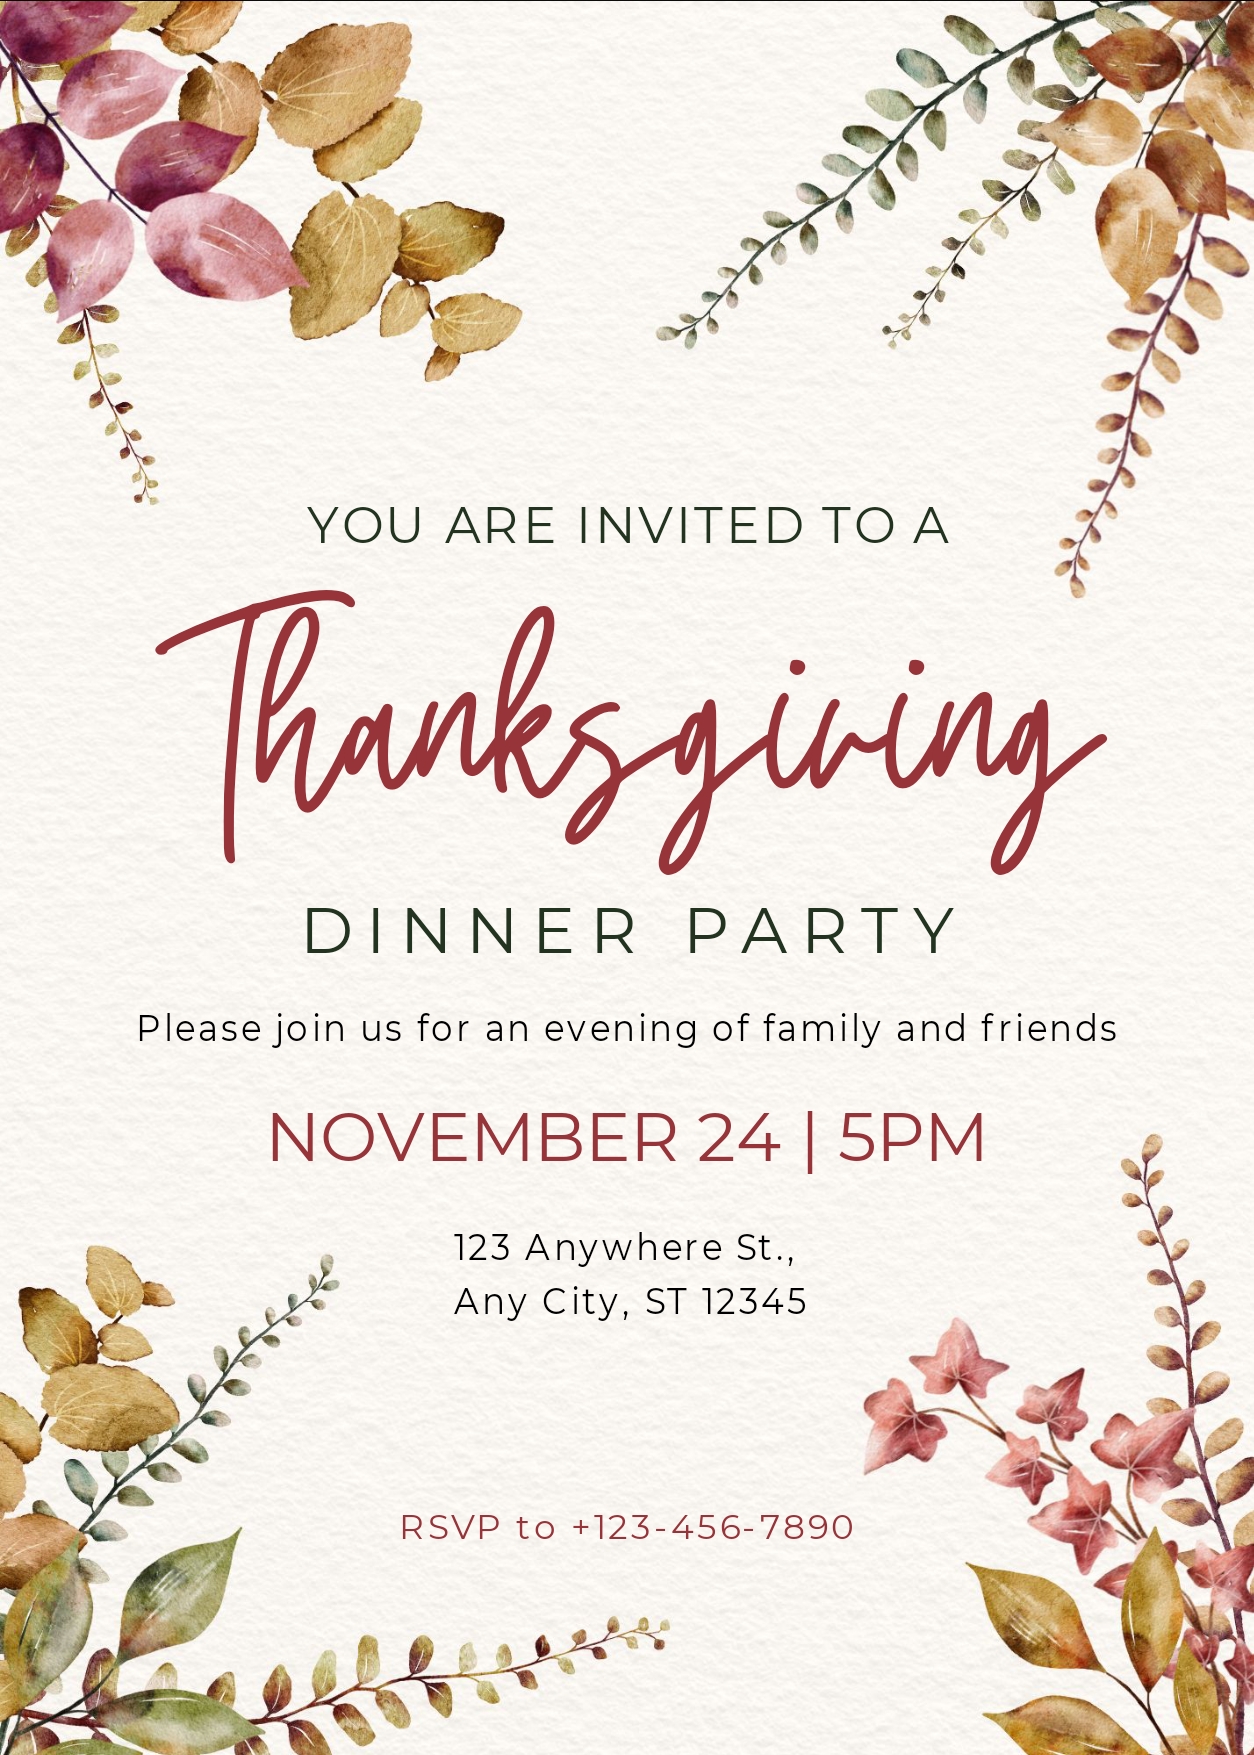 YOU ARE INVITED TO A
Thanksgiving
DINNER PARTY
Please join us for an evening of family and friends
NOVEMBER 24 | 5PM
123 Anywhere St.,
Any City, ST 12345
RSVP to +123-456-7890